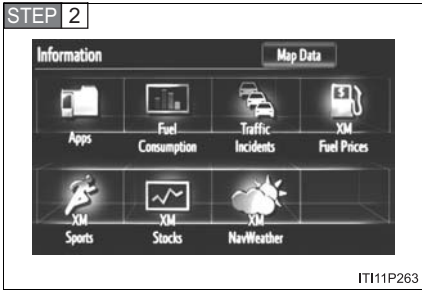 STEP 2
Information Map Data
Apps
Fuel
Consumption
Traffic
Incidents
XM
Fuel Prices
XM
Sports
XM
Stocks
XM
NavWeather
ITI11P263